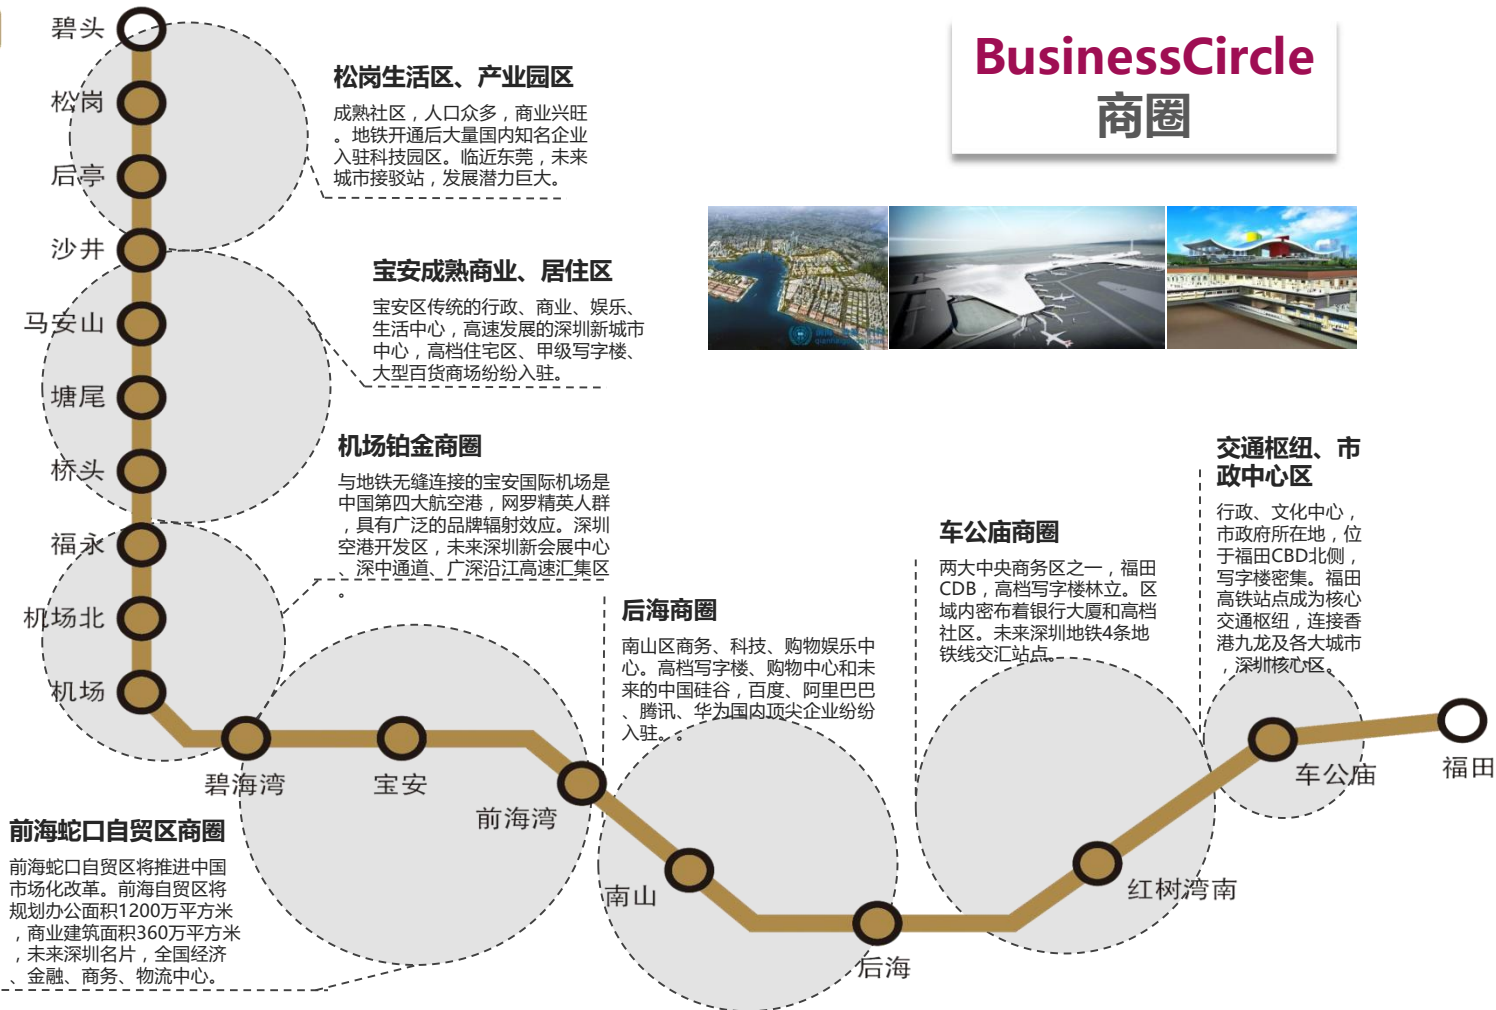 BusinessCircle
商圈
碧头
松岗
后亭
沙井
马安山
塘尾
桥头
福永
机场北
机场
碧海湾
宝安
前海湾
南山
后海
红树湾南
车公庙
福田
松岗生活区、产业园区
成熟社区，人口众多，商业兴旺
。地铁开通后大量国内知名企业
入驻科技园区。临近东莞，未来
城市接驳站，发展潜力巨大。
宝安成熟商业、居住区
宝安区传统的行政、商业、娱乐、
生活中心，高速发展的深圳新城市
中心，高档住宅区、甲级写字楼、
大型百货商场纷纷入驻。
机场铂金商圈
与地铁无缝连接的宝安国际机场是
中国第四大航空港，网罗精英人群
，具有广泛的品牌辐射效应。深圳
空港开发区，未来深圳新会展中心
、深中通道、广深沿江高速汇集区
。
前海蛇口自贸区商圈
前海蛇口自贸区将推进中国
市场化改革。前海自贸区将
规划办公面积1200万平方米
，商业建筑面积360万平方米
，未来深圳名片，全国经济
、金融、商务、物流中心。
后海商圈
南山区商务、科技、购物娱乐中
心。高档写字楼、购物中心和未
来的中国硅谷，百度、阿里巴巴
、腾讯、华为国内顶尖企业纷纷
入驻。。
车公庙商圈
两大中央商务区之一，福田
CDB，高档写字楼林立。区
域内密布着银行大厦和高档
社区。未来深圳地铁4条地
铁线交汇站点。
交通枢纽、市
政中心区
行政、文化中心，
市政府所在地，位
于福田CBD北侧，
写字楼密集。福田
高铁站点成为核心
交通枢纽，连接香
港九龙及各大城市
，深圳核心区。